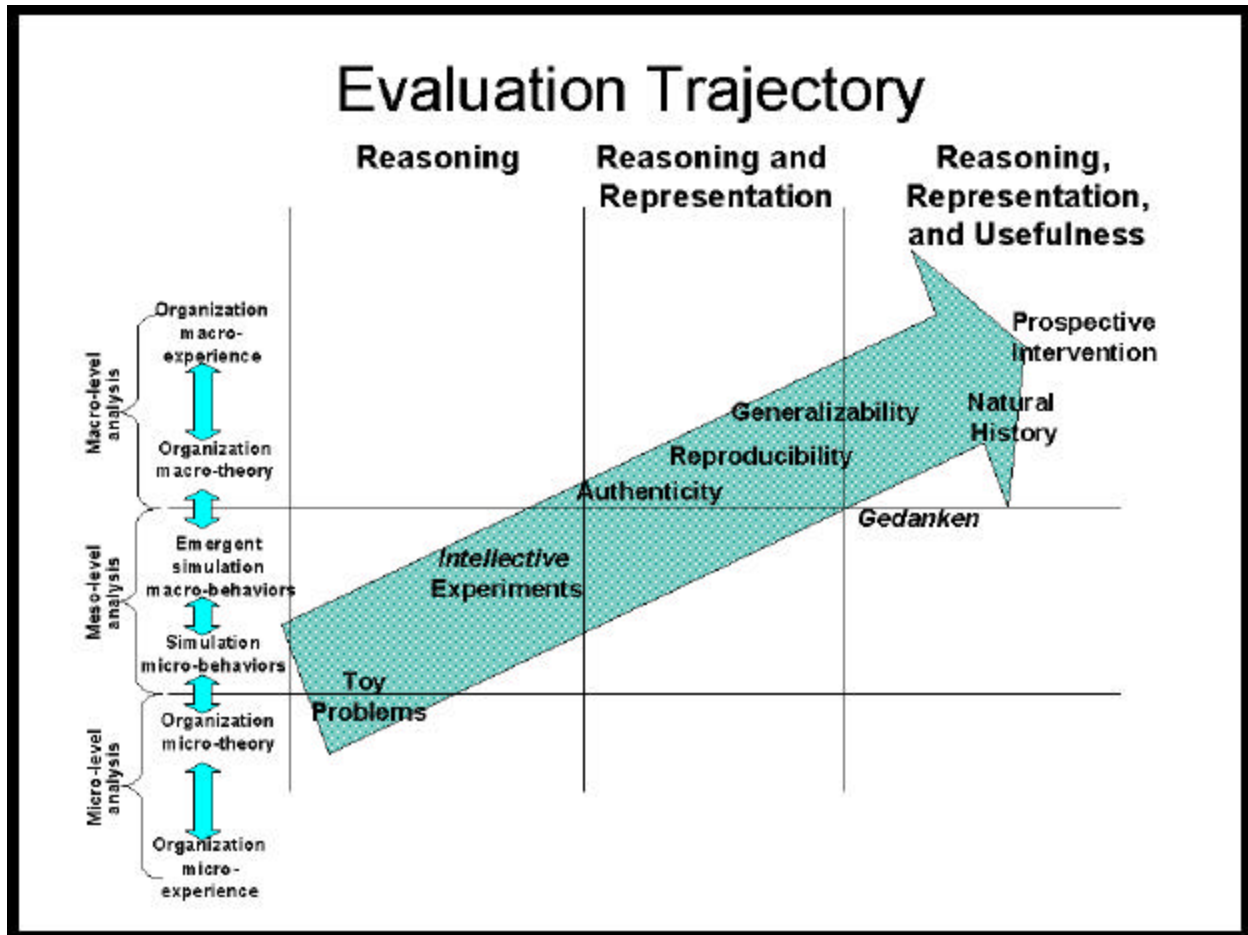 Evaluation Trajectory
Reasoning
Reasoning and
Representation
Reasoning,
Representation,
and Usefulness
Macro-level
analysis
Organization
macro-
experience
Organization
macro-theory
Meso-level
analysis
Emergent
simulation
macro-behaviors
Simulation
micro-behaviors
Micro-level
analysis
Organization
micro-theory
Organization
micro-
experience
Toy
Problems
Intellective
Experiments
Authenticity
Reproducibility
Generalizability
Gedanken
Natural
History
Prospective
Intervention